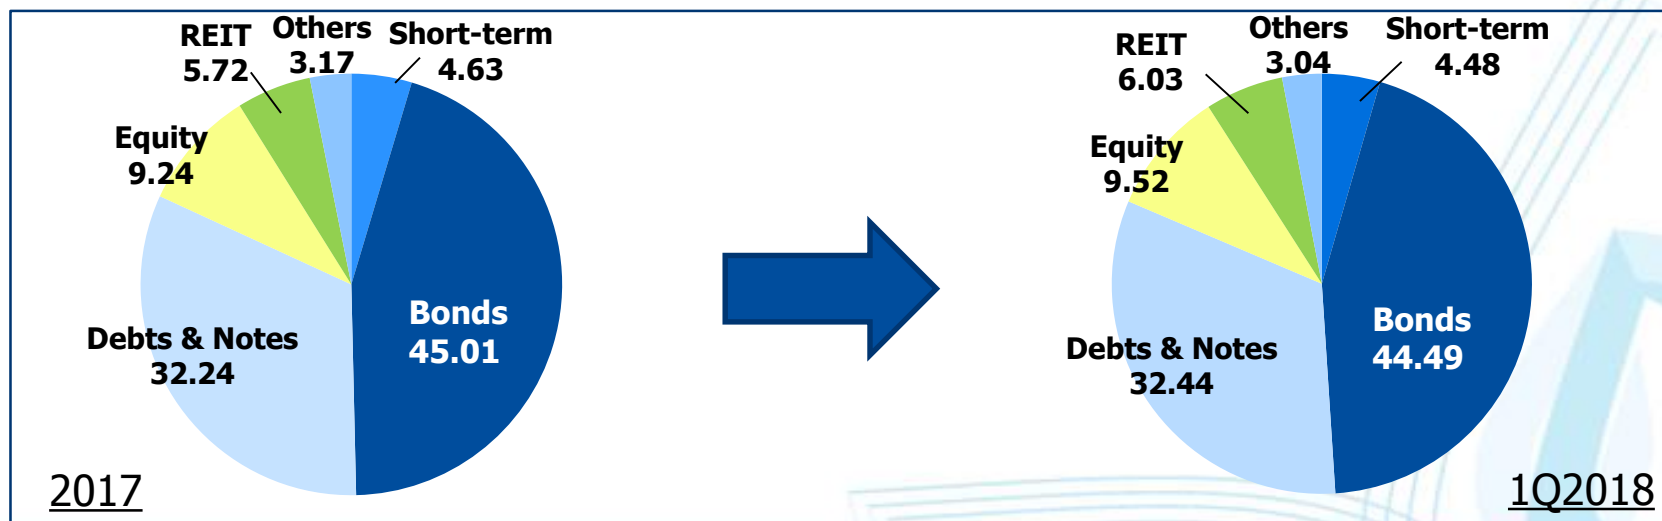 REIT
5.72
Others
3.17
Short-term
4.63
Equity
9.24
Debts & Notes
32.24
Bonds
45.01
2017
REIT
6.03
Others
3.04
Short-term
4.48
Equity
9.52
Debts & Notes
32.44
Bonds
44.49
1Q2018